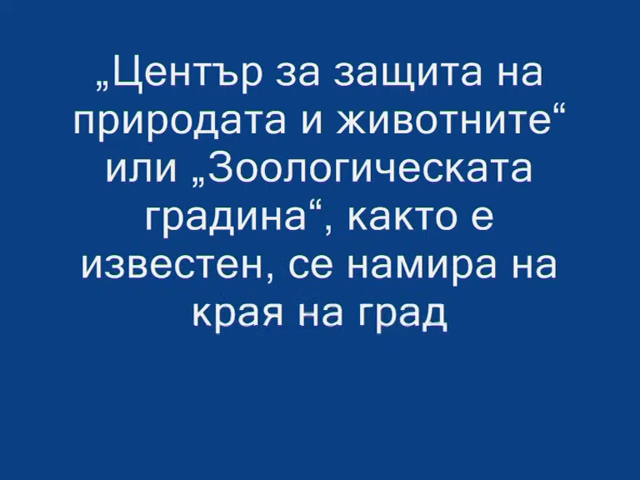 „Център за защита на
природата и животните“
или „Зоологическата
градина“, както е
известен, се намира на
края на град